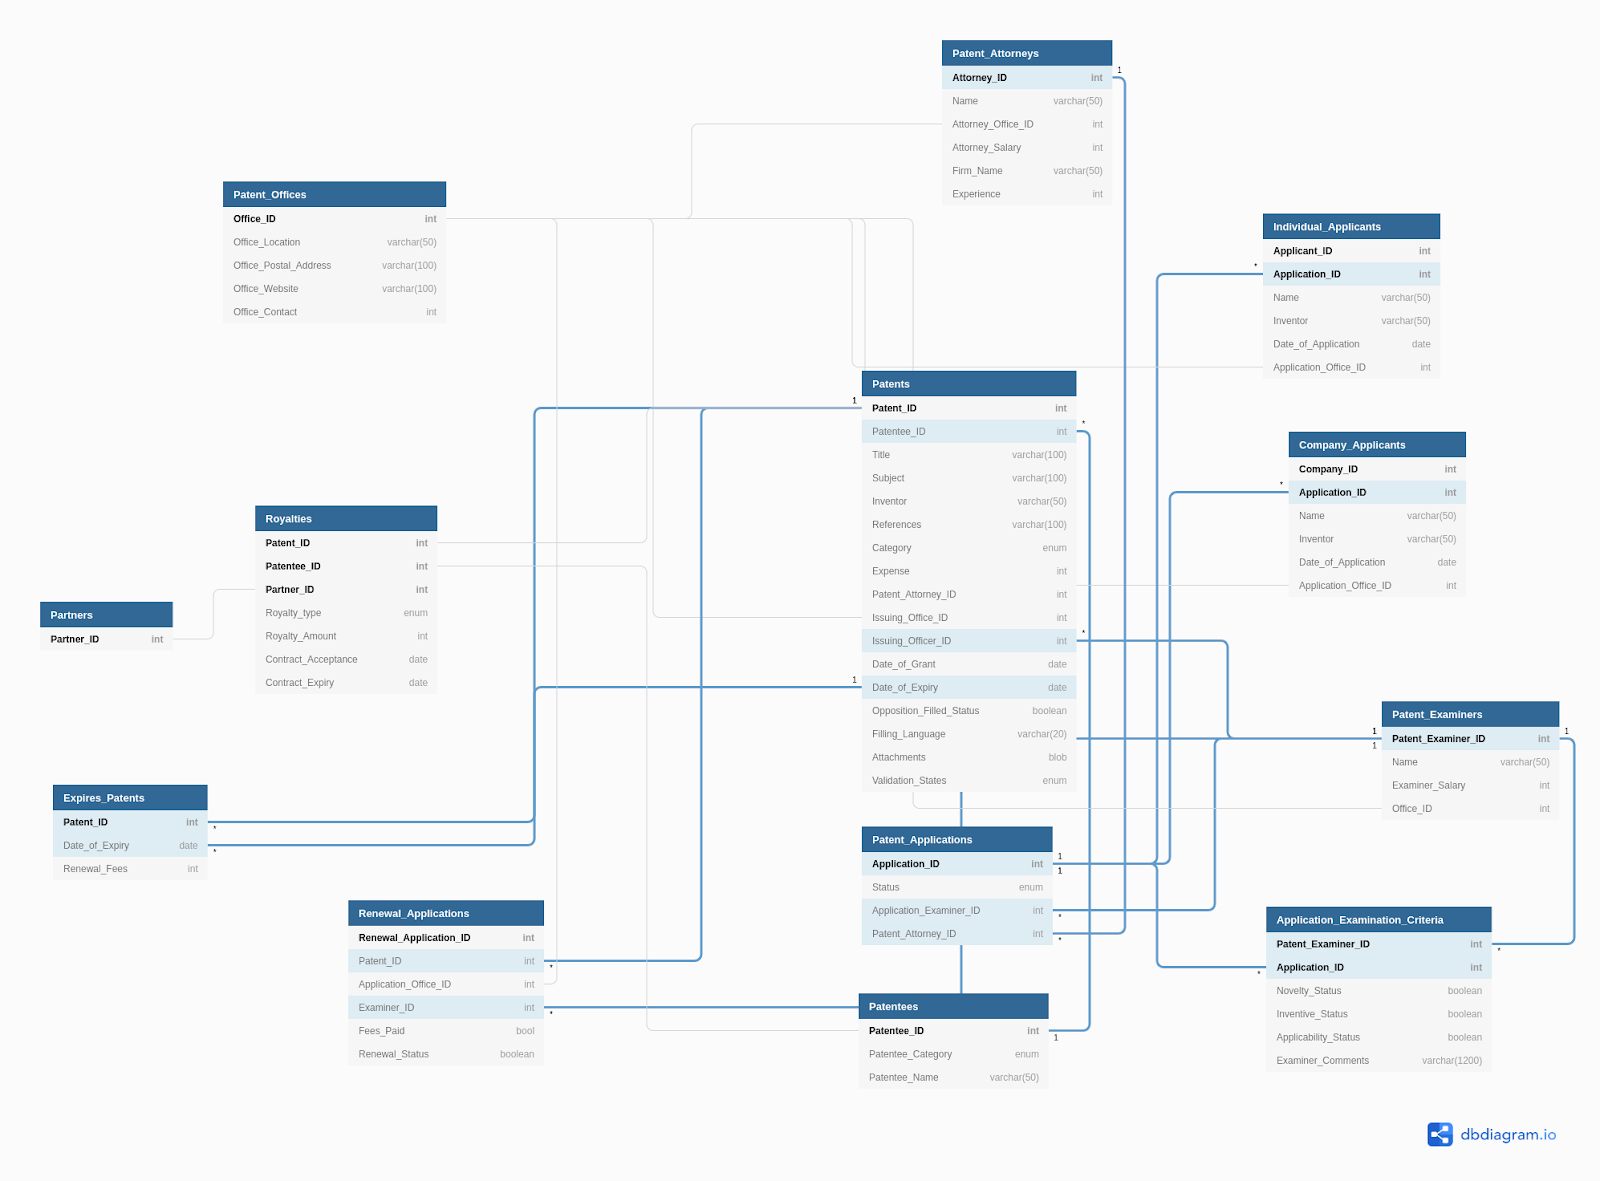 Patent_Attorneys
Attorney_ID int
1
Name varchar(50)
Attorney_Office_ID int
Attorney_Salary int
Firm_Name varchar(50)
Experience int
Patent_Offices
Office_ID int
Office_Location varchar(50)
Office_Postal_Address varchar(100)
Office_Website varchar(100)
Office_Contact int
Individual_Applicants
Applicant_ID int
*
Application_ID int
Name varchar(50)
Inventor varchar(50)
Date_of_Application date
Application_Office_ID int
Patents
1
Patent_ID int
*
Patentee_ID int
Title varchar(100)
Subject varchar(100)
Inventor varchar(50)
References varchar(100)
Category enum
Expense int
Patent_Attorney_ID int
Issuing_Office_ID int
*
Issuing_Officer_ID int
Date_of_Grant date
1
Date_of_Expiry date
Opposition_Filled_Status boolean
Filling_Language varchar(20)
Attachments blob
Validation_States enum
Company_Applicants
Company_ID int
*
Application_ID int
Name varchar(50)
Inventor varchar(50)
Date_of_Application date
Application_Office_ID int
Royalties
Patent_ID int
Patentee_ID int
Partner_ID int
Royalty_type enum
Royalty_Amount int
Contract_Acceptance date
Contract_Expiry date
Partners
Partner_ID int
Patent_Examiners
1
Patent_Examiner_ID int
1
1
Name varchar(50)
Examiner_Salary int
Office_ID int
Expires_Patents
Patent_ID int
*
Date_of_Expiry date
*
Renewal_Fees int
Patent_Applications
1
Application_ID int
1
Status enum
Application_Examiner_ID int
*
Patent_Attorney_ID int
*
Renewal_Applications
Renewal_Application_ID int
Patent_ID int
*
Application_Office_ID int
Examiner_ID int
*
Fees_Paid bool
Renewal_Status boolean
Application_Examination_Criteria
Patent_Examiner_ID int
*
Application_ID int
*
Novelty_Status boolean
Inventive_Status boolean
Applicability_Status boolean
Examiner_Comments varchar(1200)
Patentees
Patentee_ID int
1
Patentee_Category enum
Patentee_Name varchar(50)
dbdiagram.io